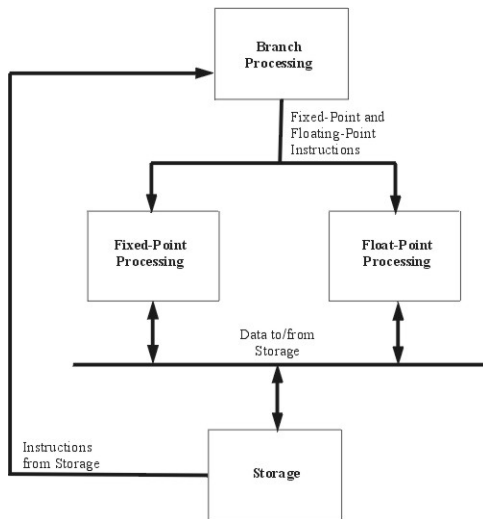 Branch
Processing
Fixed-Point and
Floating-Point
Instructions
Fixed-Point
Processing
Float-Point
Processing
Data to/from
Storage
Instructions
from Storage
Storage